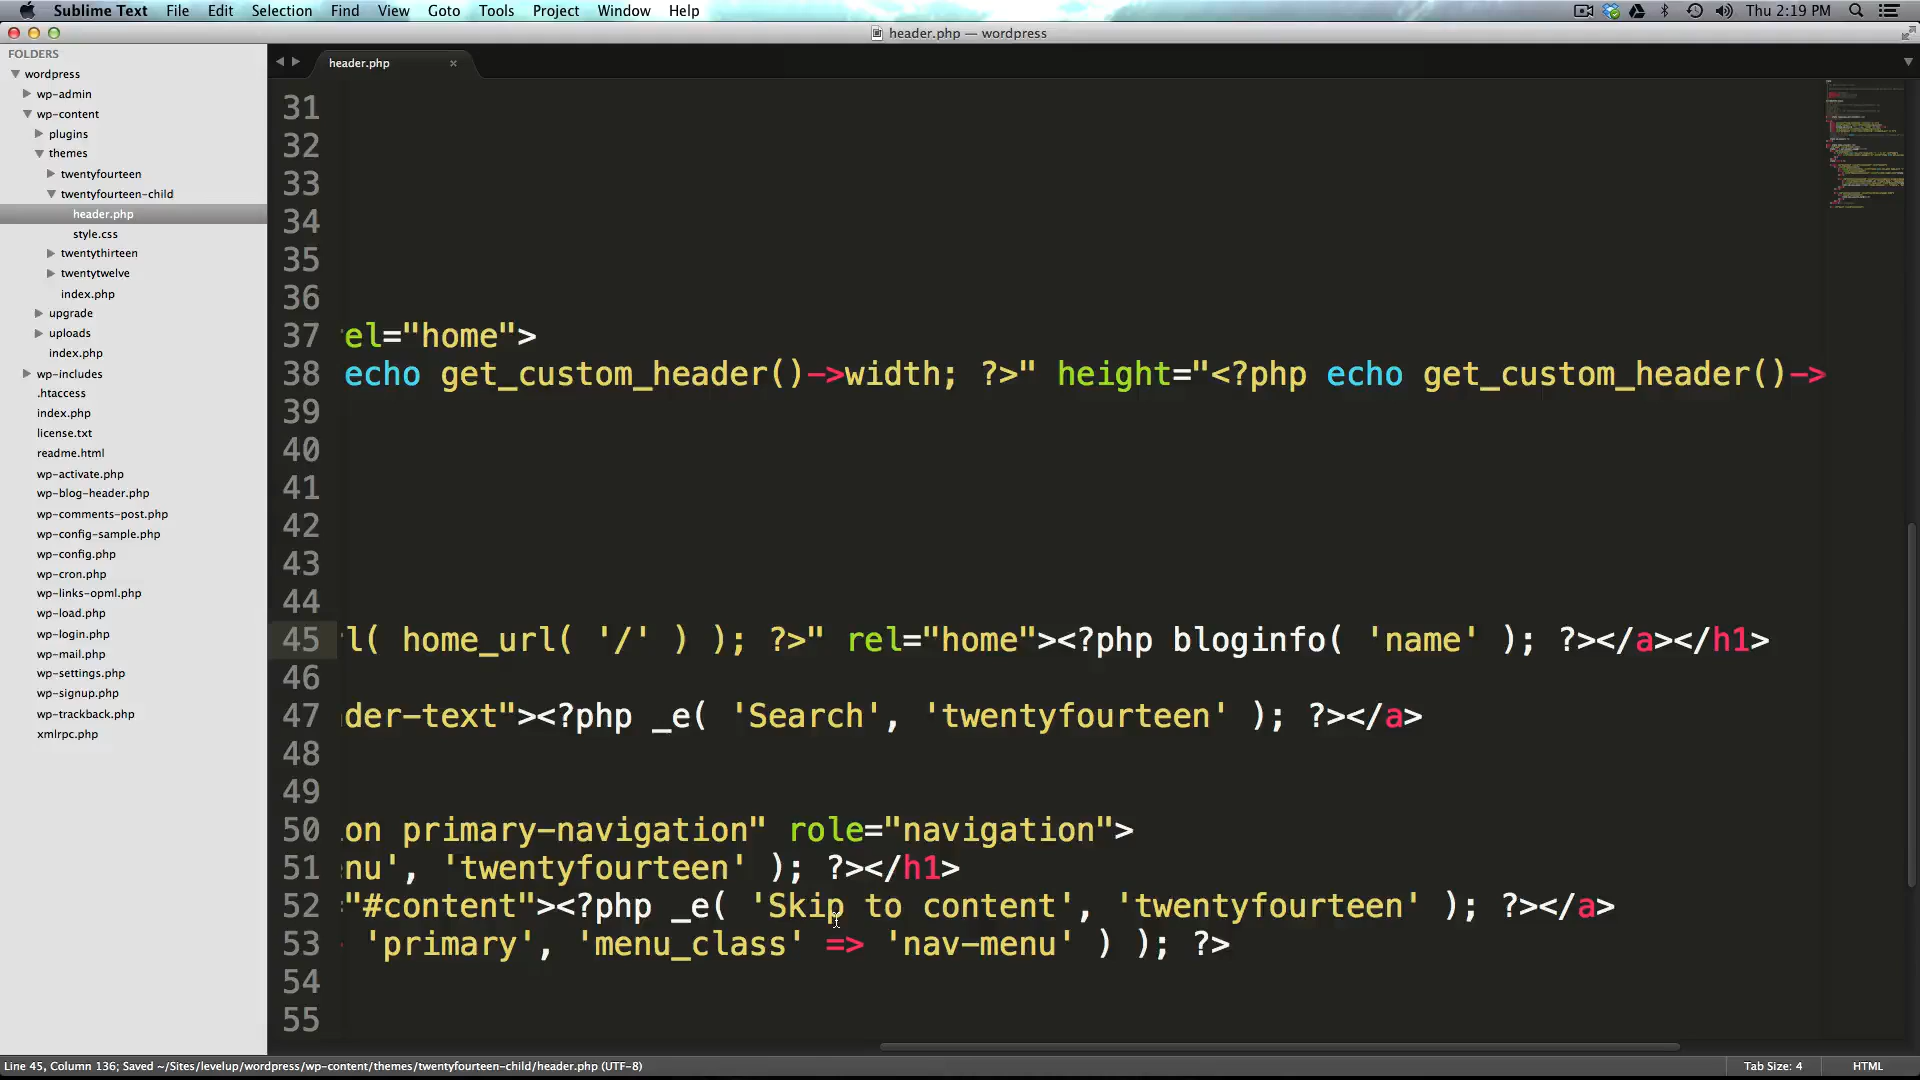 Sublime Text File Edit Selection Find View Goto Tools Project Window Help Thu 2:19 PM
header.php — wordpress
FOLDERS
wordpress
wp-admin
wp-content
plugins
themes
twentyfourteen
twentyfourteen-child
header.php
style.css
twentythirteen
twentytwelve
index.php
upgrade
uploads
index.php
wp-includes
.htaccess
index.php
license.txt
readme.html
wp-activate.php
wp-blog-header.php
wp-comments-post.php
wp-config-sample.php
wp-config.php
wp-cron.php
wp-links-opml.php
wp-load.php
wp-login.php
wp-mail.php
wp-settings.php
wp-signup.php
wp-trackback.php
xmlrpc.php
header.php ×
31
32
33
34
35
36
37 el="home">
38 echo get_custom_header()->width; ?>" height="<?php echo get_custom_header()->
39
40
41
42
43
44
45 l( home_url( '/' ) ); ?>" rel="home"><?php bloginfo( 'name' ); ?></a></h1>
46
47 der-text"><?php _e( 'Search', 'twentyfourteen' ); ?></a>
48
49
50 on primary-navigation" role="navigation">
51 nu', 'twentyfourteen' ); ?></h1>
52 "#content"><?php _e( 'Skip to content', 'twentyfourteen' ); ?></a>
53 'primary', 'menu_class' => 'nav-menu' ) ); ?>
54
55
Line 45, Column 136; Saved ~/Sites/levelup/wordpress/wp-content/themes/twentyfourteen-child/header.php (UTF-8) Tab Size: 4 HTML